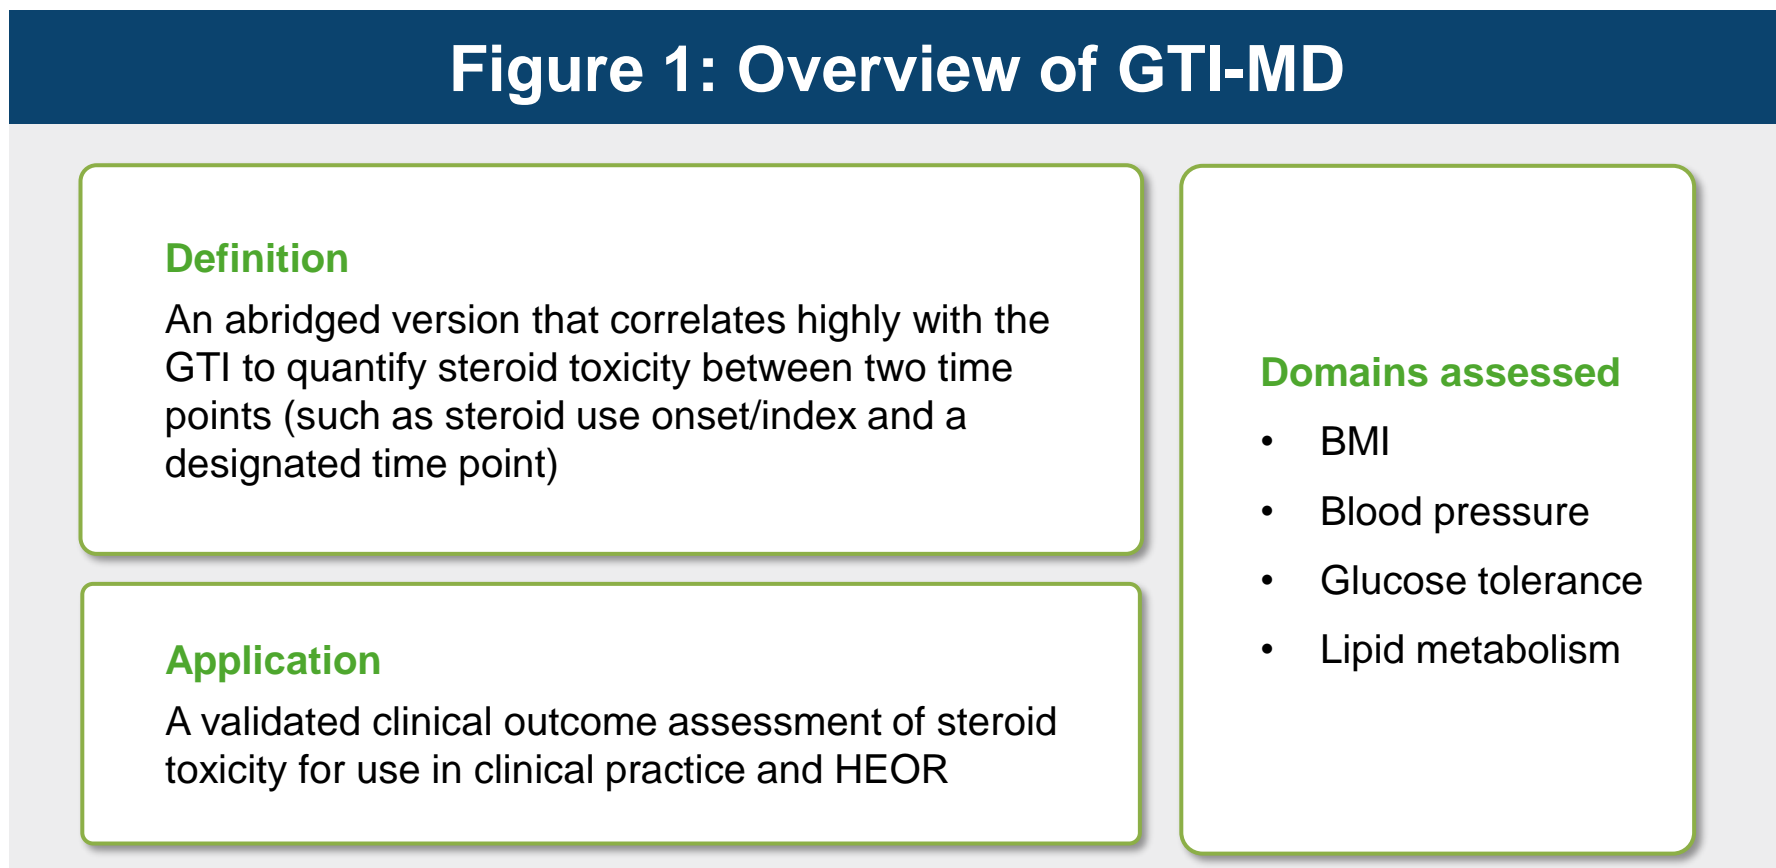 Figure 1: Overview of GTI-MD
Definition
An abridged version that correlates highly with the
GTI to quantify steroid toxicity between two time
points (such as steroid use onset/index and a
designated time point)
Application
A validated clinical outcome assessment of steroid
toxicity for use in clinical practice and HEOR
Domains assessed
• BMI
• Blood pressure
• Glucose tolerance
• Lipid metabolism